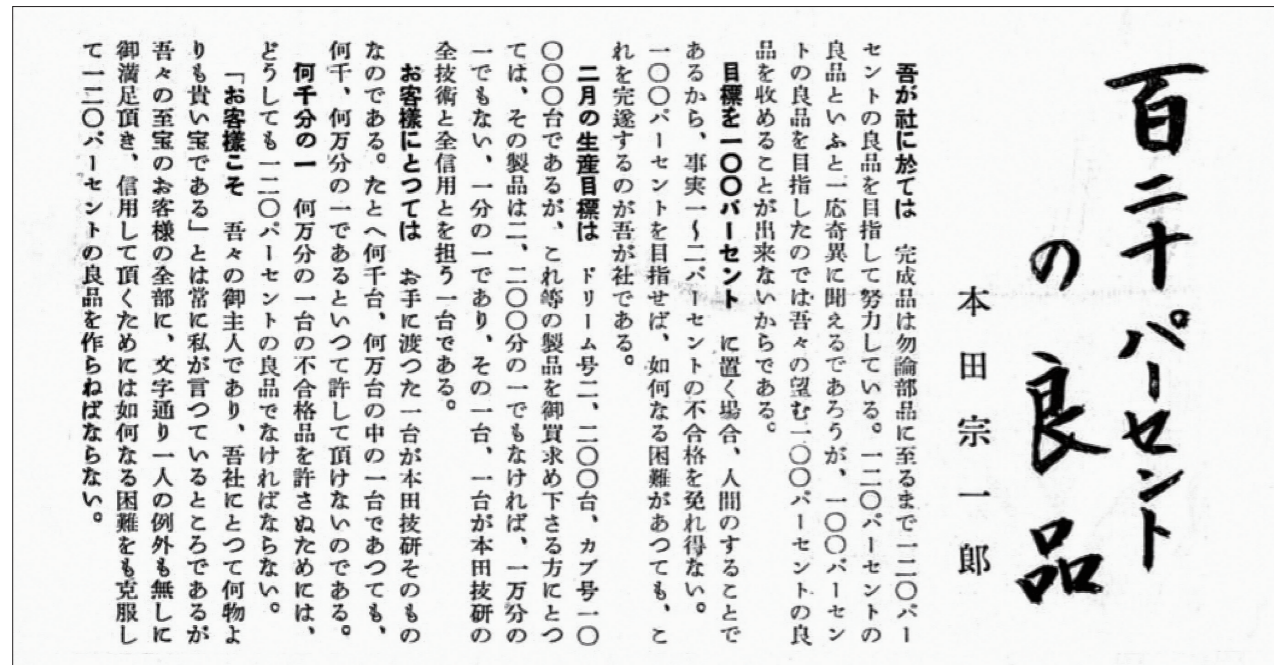 百二十パーセント
の良品
本田宗一郎
吾が社に於ては　完成品は勿論部品に至るまで一二〇パー
セントの良品を目指して努力している。一二〇パーセントの
良品といふと一応奇異に聞えるであろうが、一〇〇パーセン
トの良品を目指したのでは吾々の望む一〇〇パーセントの良
品を収めることが出来ないからである。
目標を一〇〇パーセント　に置く場合、人間のすることで
あるから、事実一〜二パーセントの不合格を免れ得ない。
一〇〇パーセントを目指せば、如何なる困難があつても、こ
れを完遂するのが吾が社である。
二月の生産目標は　ドリーム号二、二〇〇台、カブ号一〇
〇〇〇台であるが、これ等の製品を御買求め下さる方にとつ
ては、その製品は二、二〇〇分の一でもなければ、一万分の
一でもない、一分の一であり、その一台、一台が本田技研の
全技術と全信用とを担う一台である。
お客様にとつては　お手に渡つた一台が本田技研そのもの
なのである。たとへ何千台、何万台の中の一台であつても、
何千、何万分の一であるといつて許して頂けないのである。
何千分の一　何万分の一台の不合格品を許さぬためには、
どうしても一二〇パーセントの良品でなければならない。
「お客様こそ　吾々の御主人であり、吾社にとつて何物よ
りも貴い宝である」とは常に私が言つているところであるが
吾々の至宝のお客様の全部に、文字通り一人の例外も無しに
御満足頂き、信用して頂くためには如何なる困難をも克服し
て一二〇パーセントの良品を作らねばならない。